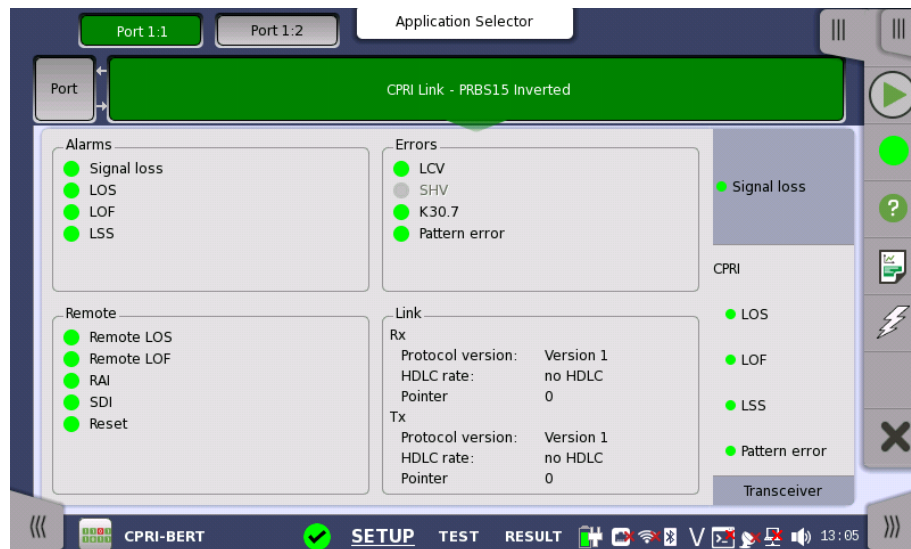 Port 1:1
Port 1:2
Application Selector
Port
CPRI Link - PRBS15 Inverted
Alarms
Signal loss
LOS
LOF
LSS
Errors
LCV
SHV
K30.7
Pattern error
Signal loss
CPRI
LOS
LOF
LSS
Pattern error
Transceiver
Remote
Remote LOS
Remote LOF
RAI
SDI
Reset
Link
Rx
Protocol version: Version 1
HDLC rate: no HDLC
Pointer 0
Tx
Protocol version: Version 1
HDLC rate: no HDLC
Pointer 0
CPRI-BERT
SETUP TEST RESULT V 13:05